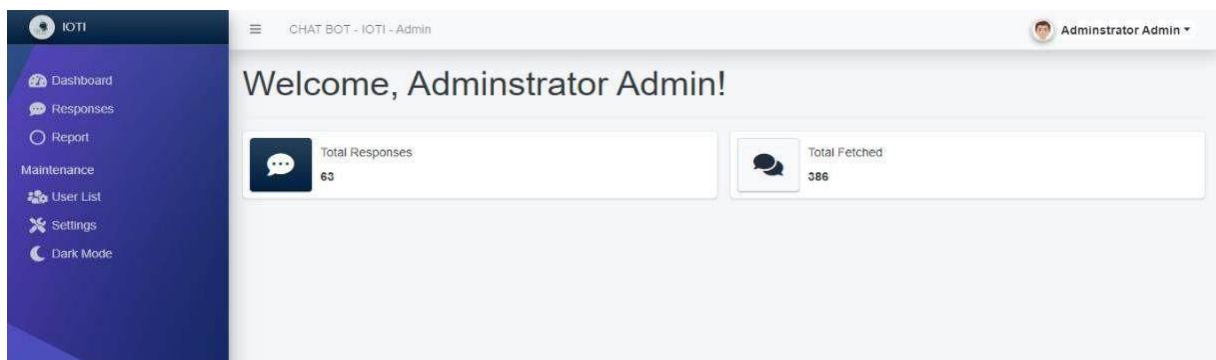 IOTI
CHAT BOT - IOTI - Admin
Adminstrator Admin
Dashboard
Responses
Report
Maintenance
User List
Settings
Dark Mode
Welcome, Adminstrator Admin!
Total Responses
63
Total Fetched
386